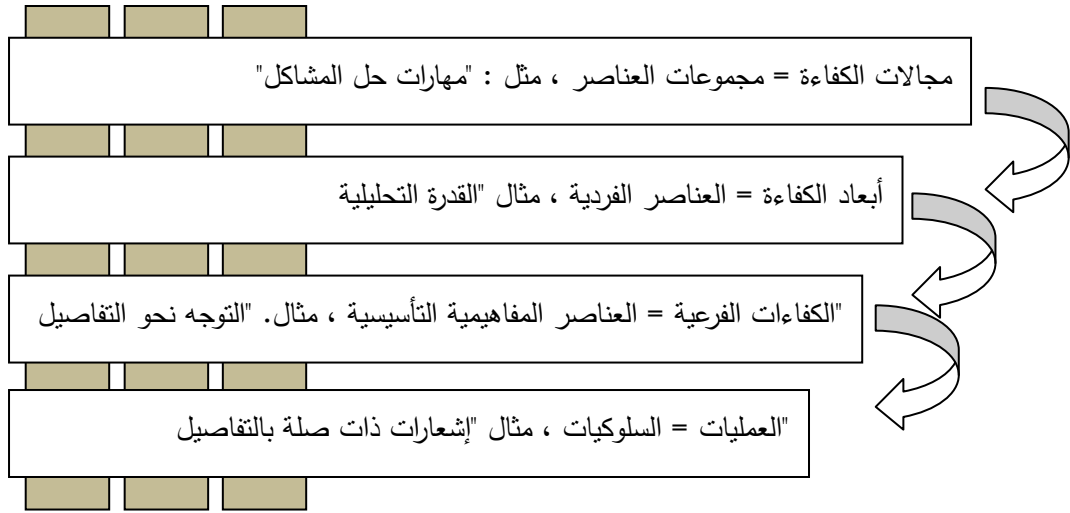 مجالات الكفاءة = مجموعات العناصر ، مثل : "مهارات حل المشاكل"
أبعاد الكفاءة = العناصر الفردية ، مثال "القدرة التحليلية
"الكفاءات الفرعية = العناصر المفاهيمية التأسيسية ، مثال. "التوجه نحو التفاصيل
"العمليات = السلوكيات ، مثال "إشعارات ذات صلة بالتفاصيل